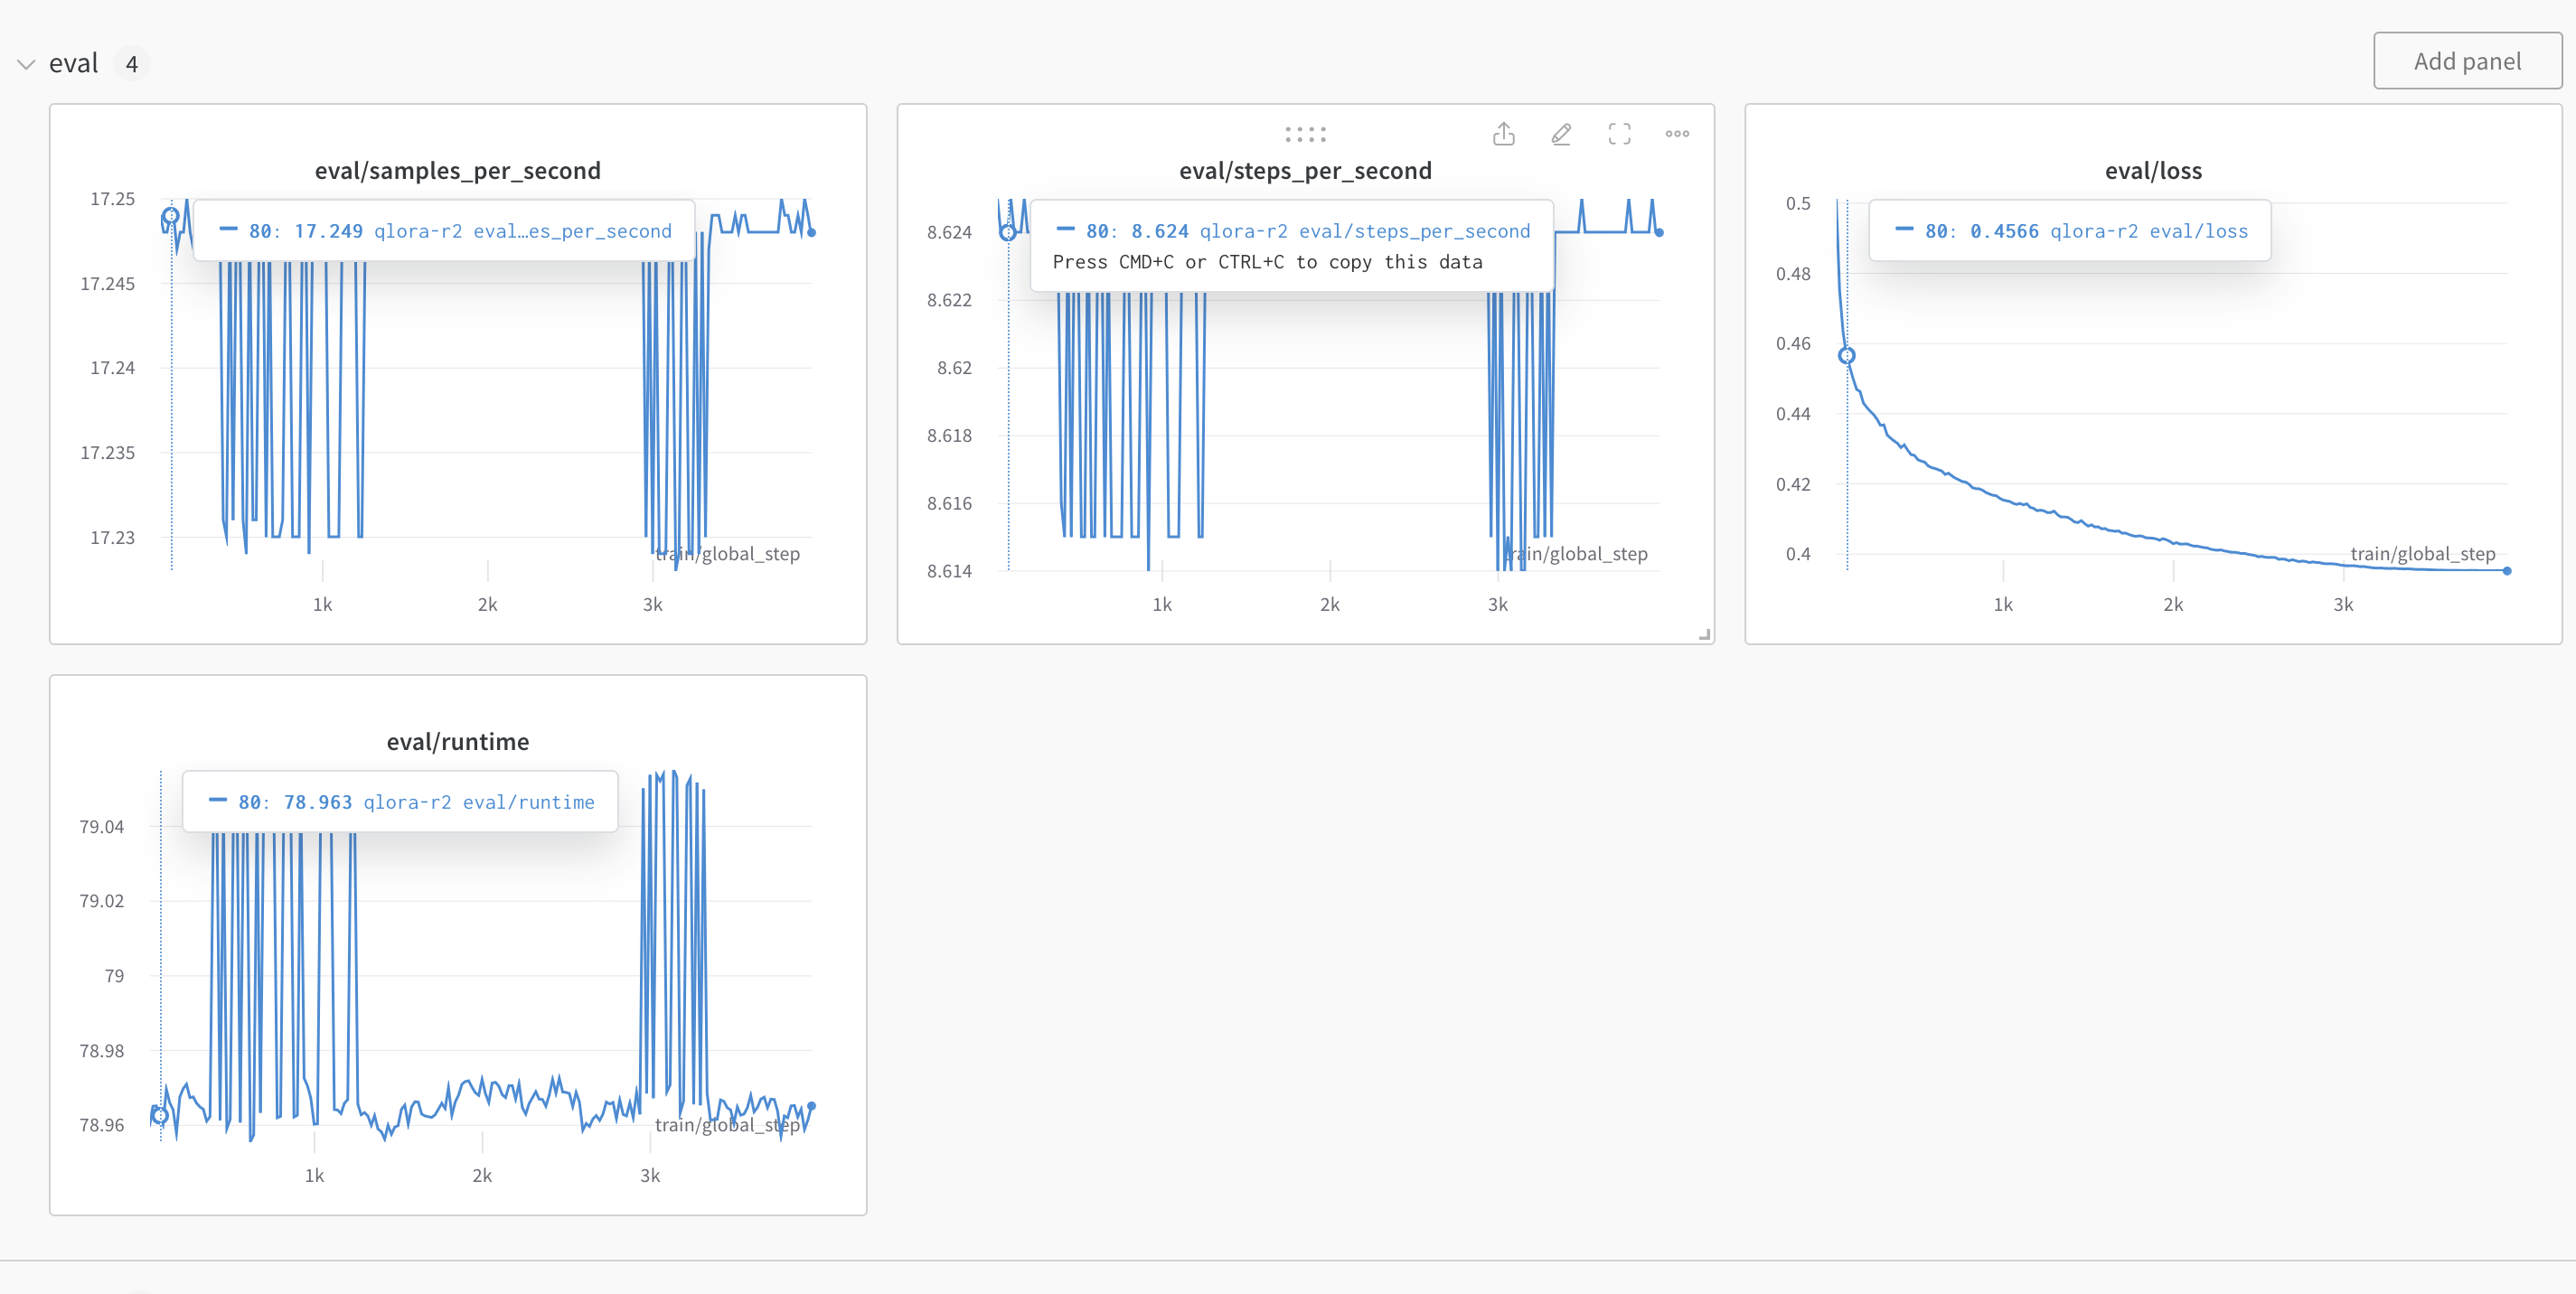 eval 4
Add panel
eval/samples_per_second
17.25
17.245
17.24
17.235
17.23
80: 17.249 qlora-r2 eval...es_per_second
train/global_step
1k 2k 3k
eval/steps_per_second
8.624
8.622
8.62
8.618
8.616
8.614
80: 8.624 qlora-r2 eval/steps_per_second
Press CMD+C or CTRL+C to copy this data
train/global_step
1k 2k 3k
eval/loss
0.5
0.48
0.46
0.44
0.42
0.4
80: 0.4566 qlora-r2 eval/loss
train/global_step
1k 2k 3k
eval/runtime
79.04
79.02
79
78.98
78.96
80: 78.963 qlora-r2 eval/runtime
train/global_step
1k 2k 3k